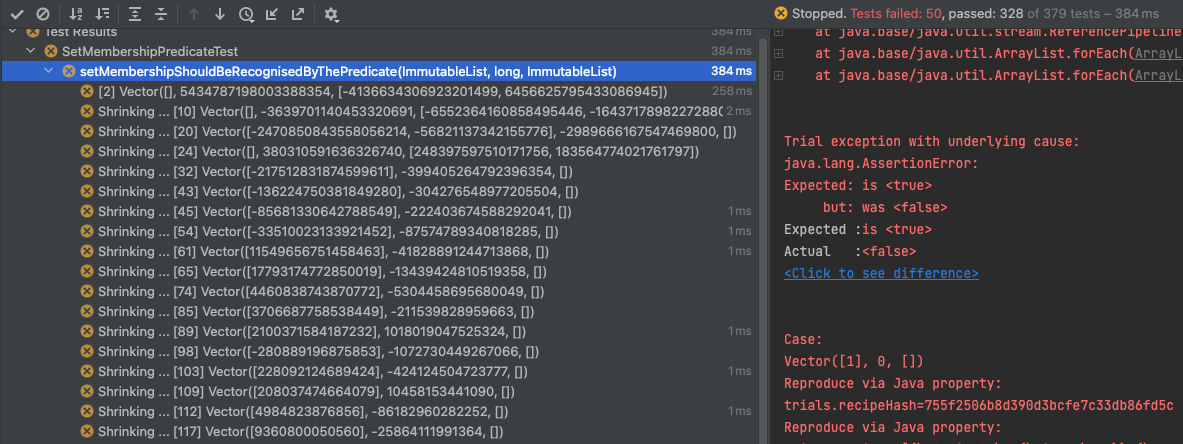 Stopped. Tests failed: 50, passed: 328 of 379 tests – 384 ms
Test Results 384 ms
SetMembershipPredicateTest 384 ms
setMembershipShouldBeRecognisedByThePredicate(ImmutableList, long, ImmutableList) 384 ms
[2] Vector([], 5434787198003388354, [-4136634306923201499, 6456625795433086945]) 258 ms
Shrinking ... [10] Vector([], -3639701140453320691, [-6552364160858495446, -1643717898227288 2 ms
Shrinking ... [20] Vector([-2470850843558056214, -56821137342155776], -2989666167547469800, [])
Shrinking ... [24] Vector([], 380310591636326740, [248397597510171756, 183564774021761797])
Shrinking ... [32] Vector([-217512831874599611], -399405264792396354, [])
Shrinking ... [43] Vector([-136224750381849280], -304276548977205504, [])
Shrinking ... [45] Vector([-85681330642788549], -222403674588292041, []) 1 ms
Shrinking ... [54] Vector([-33510023133921452], -87574789340818285, []) 1 ms
Shrinking ... [61] Vector([11549656751458463], -41828891244713868, []) 1 ms
Shrinking ... [65] Vector([17793174772850019], -13439424810519358, [])
Shrinking ... [74] Vector([4460838743870772], -5304458695680049, [])
Shrinking ... [85] Vector([3706687758538449], -211539828959663, [])
Shrinking ... [89] Vector([2100371584187232], 1018019047525324, []) 1 ms
Shrinking ... [98] Vector([-280889196875853], -1072730449267066, [])
Shrinking ... [103] Vector([228092124689424], -424124504723777, []) 1 ms
Shrinking ... [109] Vector([208037474664079], 10458153441090, [])
Shrinking ... [112] Vector([4984823876856], -86182960282252, []) 1 ms
Shrinking ... [117] Vector([9360800050560], -25864111991364, [])
at java.base/java.util.stream.ReferencePipeline
at java.base/java.util.ArrayList.forEach(ArrayL
at java.base/java.util.ArrayList.forEach(ArrayL
Trial exception with underlying cause:
java.lang.AssertionError:
Expected: is <true>
but: was <false>
Expected :is <true>
Actual :<false>
<Click to see difference>
Case:
Vector([1], 0, [])
Reproduce via Java property:
trials.recipeHash=755f2506b8d390d3bcfe7c33db86fd5c
Reproduce via Java property: